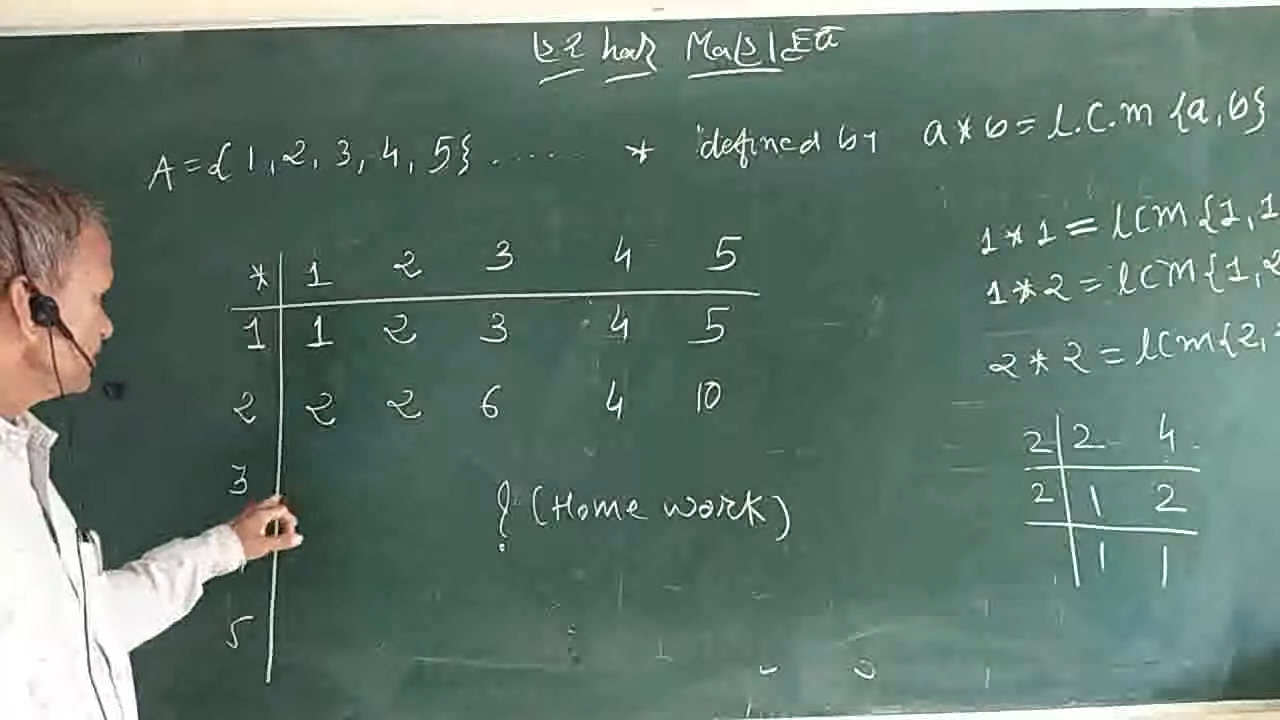 A={1, 2, 3, 4, 5} ..... * defined by a*b = l.C.m {a, b}
* 1 2 3 4 5
1 1 2 3 4 5
2 2 2 6 4 10
3
5
? (Home work)
1*1 = lCm {1, 1
1*2 = lCm {1, 2
2*2 = lCm {2,
2 2 4
2 1 2
1 1